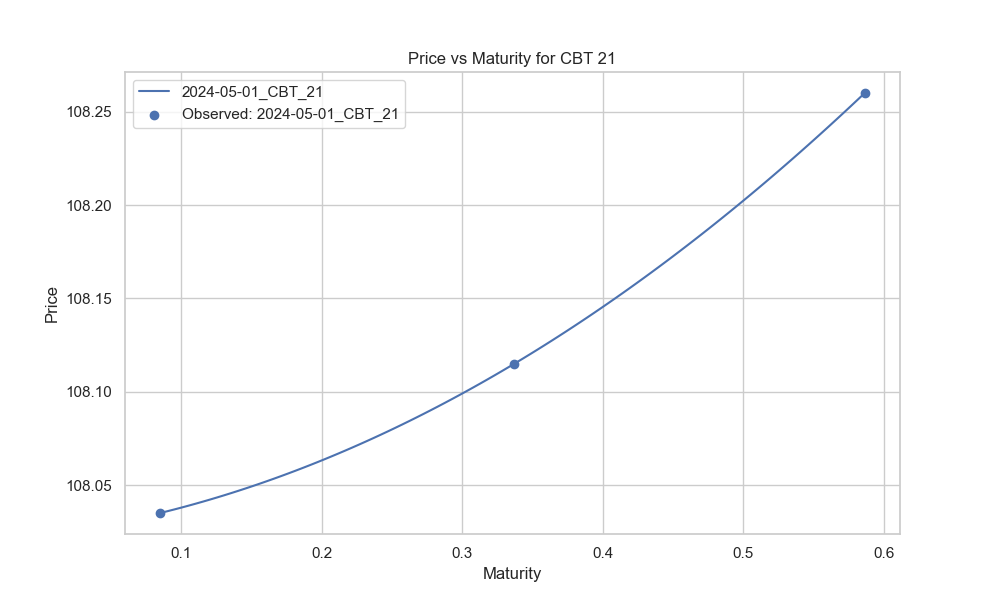 Price vs Maturity for CBT 21
2024-05-01_CBT_21
Observed: 2024-05-01_CBT_21
Price
108.25
108.20
108.15
108.10
108.05
0.1 0.2 0.3 0.4 0.5 0.6
Maturity